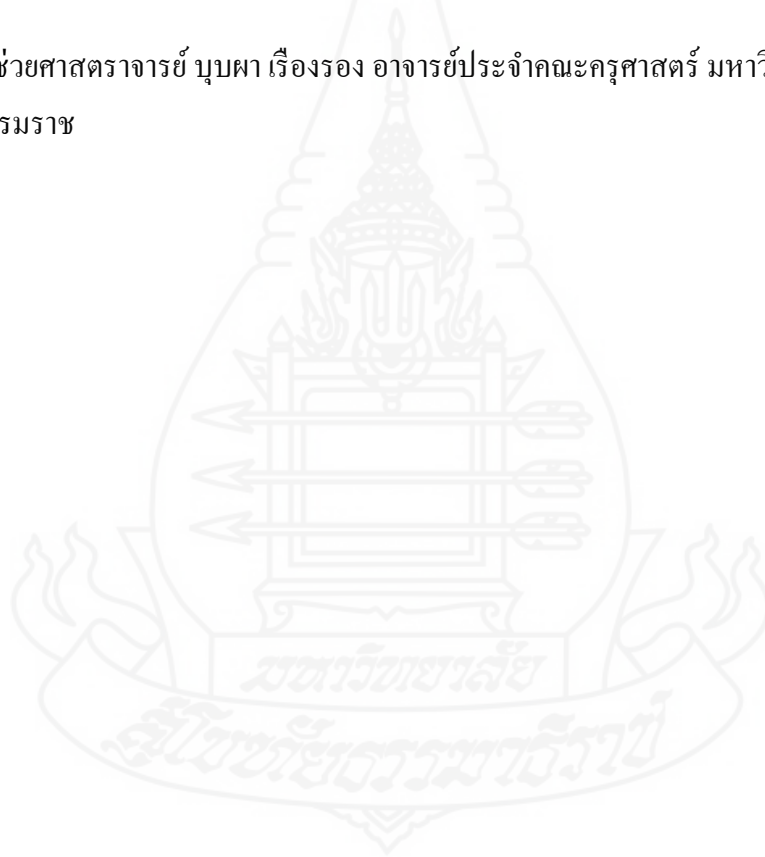 ช่วยศาสตราจารย์ บุบผา เรืองรอง อาจารย์ประจำคณะครุศาสตร์ มหาวิ
รมราช
มหาวิทยาลัย
สุโขทัยธรรมาธิราช